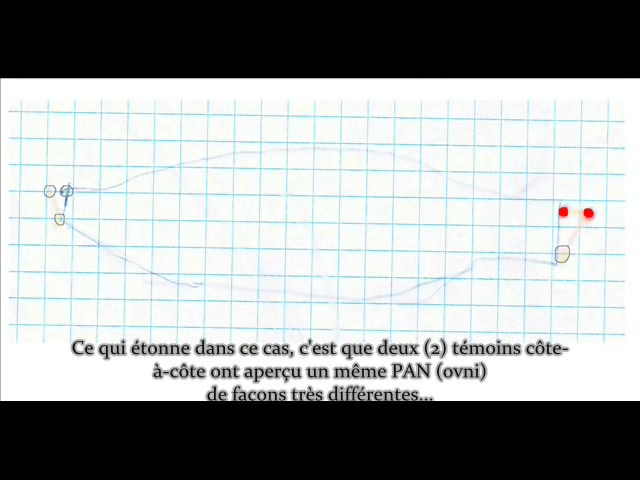 Ce qui étonne dans ce cas, c'est que deux (2) témoins côte-
à-côte ont aperçu un même PAN (ovni)
de façons très différentes...